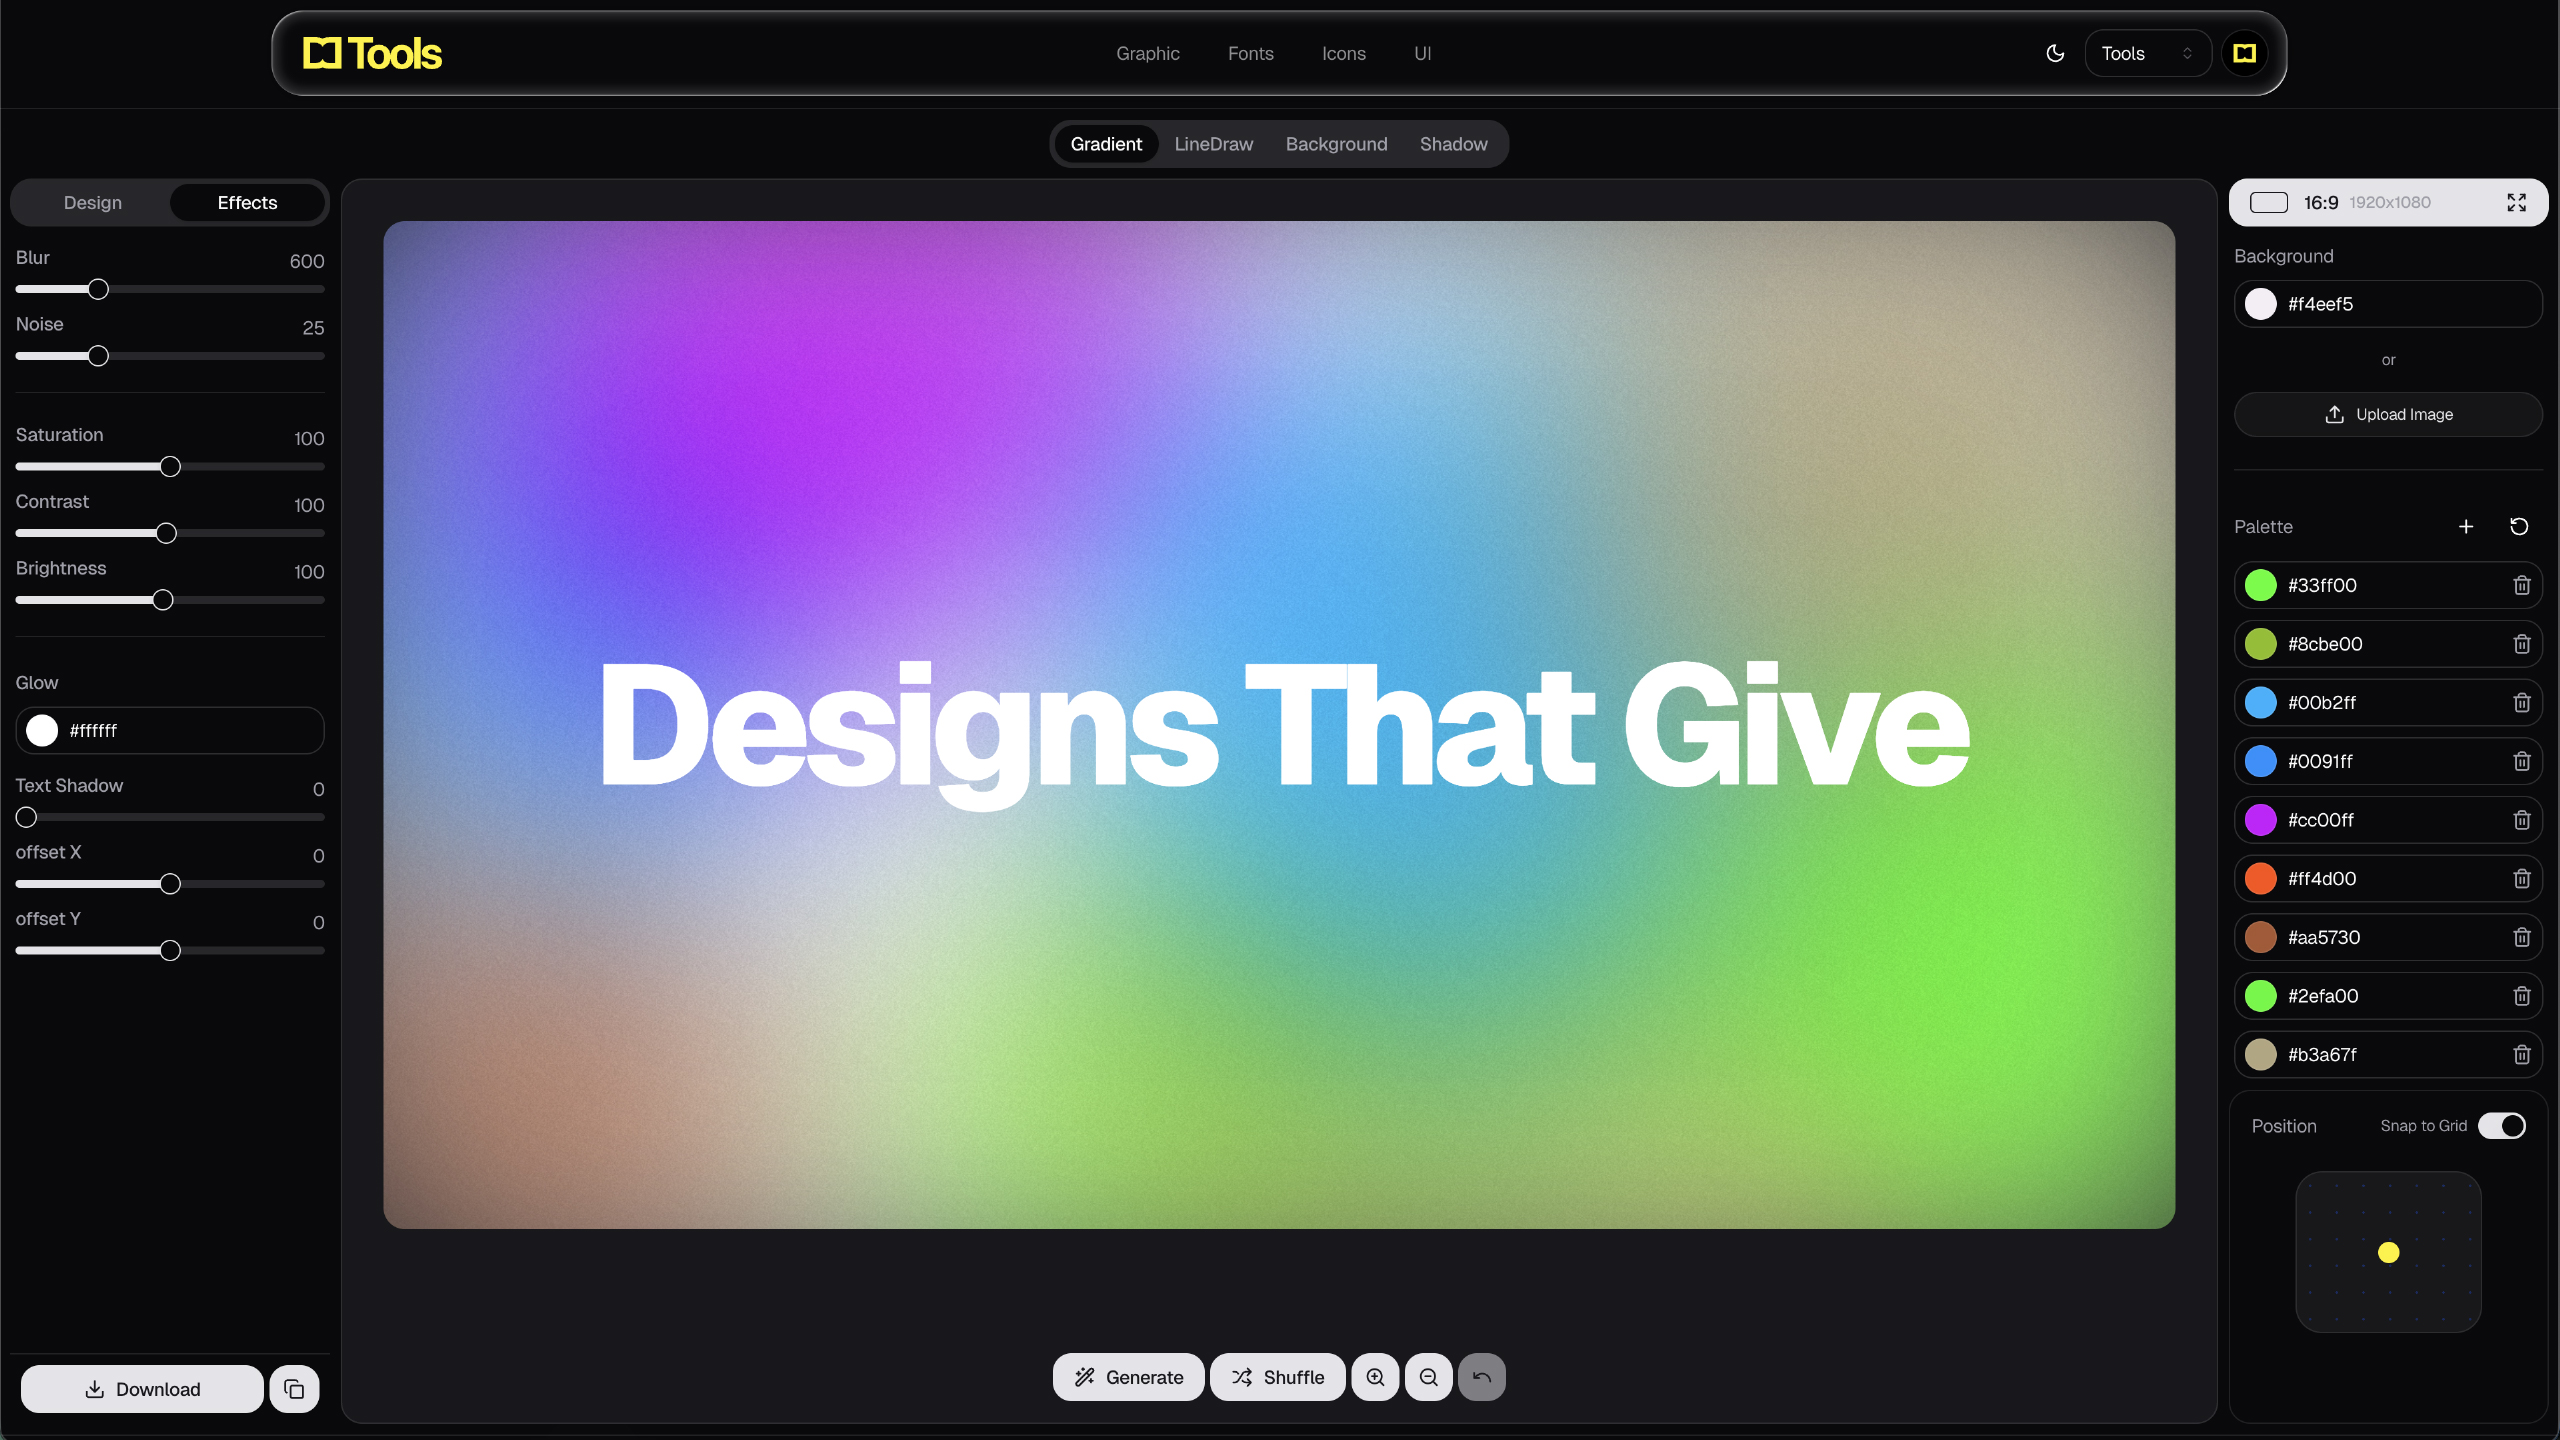 Tools
Graphic Fonts Icons UI
Tools
Gradient LineDraw Background Shadow
Design Effects
Blur 600
Noise 25
Saturation 100
Contrast 100
Brightness 100
Glow
#ffffff
Text Shadow 0
offset X 0
offset Y 0
Download
Designs That Give
Generate Shuffle
16:9 1920x1080
Background
#f4eef5
or
Upload Image
Palette
#33ff00
#8cbe00
#00b2ff
#0091ff
#cc00ff
#ff4d00
#aa5730
#2efa00
#b3a67f
Position Snap to Grid